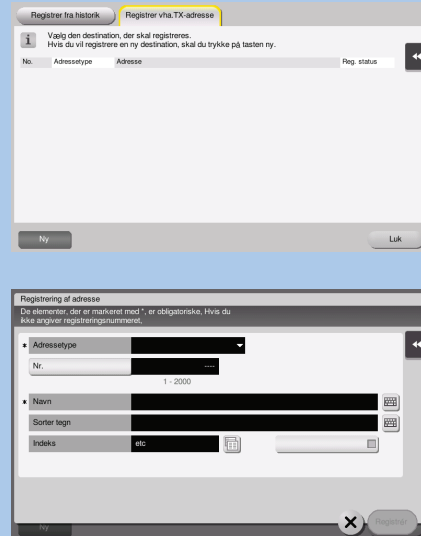 Registrer fra historik
Registrer vha.TX-adresse
Vælg den destination, der skal registreres.
Hvis du vil registrere en ny destination, skal du trykke på tasten ny.
No.
Adressetype
Adresse
Reg. status
Ny
Luk
Registrering af adresse
De elementer, der er markeret med *, er obligatoriske, Hvis du
ikke angiver registreringsnummeret,
* Adressetype
Nr.
----
1 - 2000
* Navn
Sorter tegn
Indeks
etc
Registrér
Ny